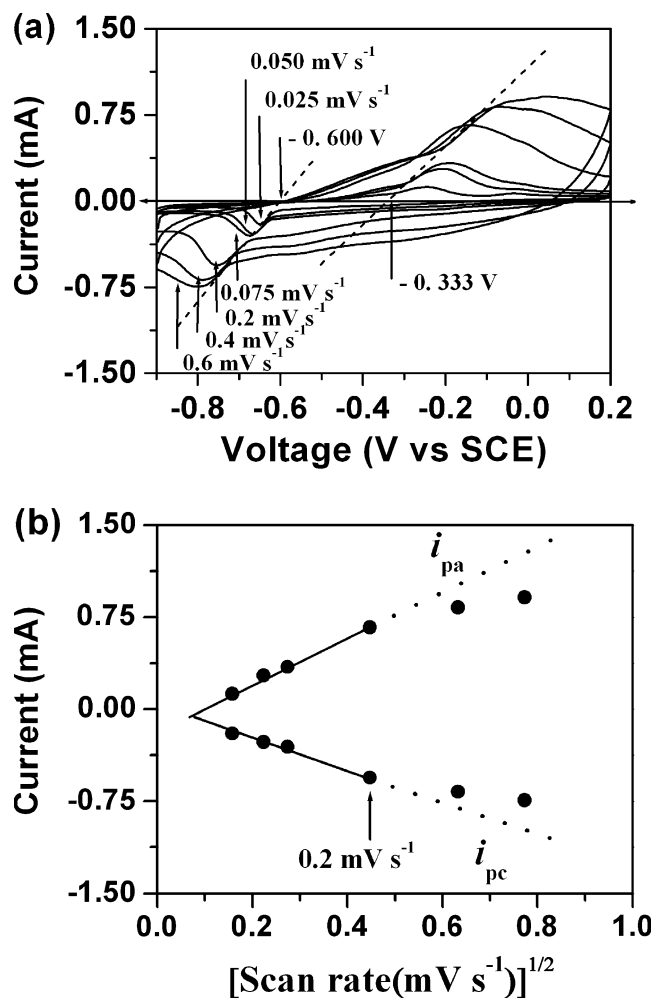 (a)
1.50
0.75
0.00
-0.75
-1.50
Current (mA)
0.050 mV s-1
0.025 mV s-1
- 0. 600 V
- 0. 333 V
0.075 mV s-1
0.2 mV s-1
0.4 mV s-1
0.6 mV s-1
-0.8 -0.6 -0.4 -0.2 0.0 0.2
Voltage (V vs SCE)
(b)
1.50
0.75
0.00
-0.75
-1.50
Current (mA)
ipa
0.2 mV s-1
ipc
0.0 0.2 0.4 0.6 0.8 1.0
[Scan rate(mV s-1)]1/2